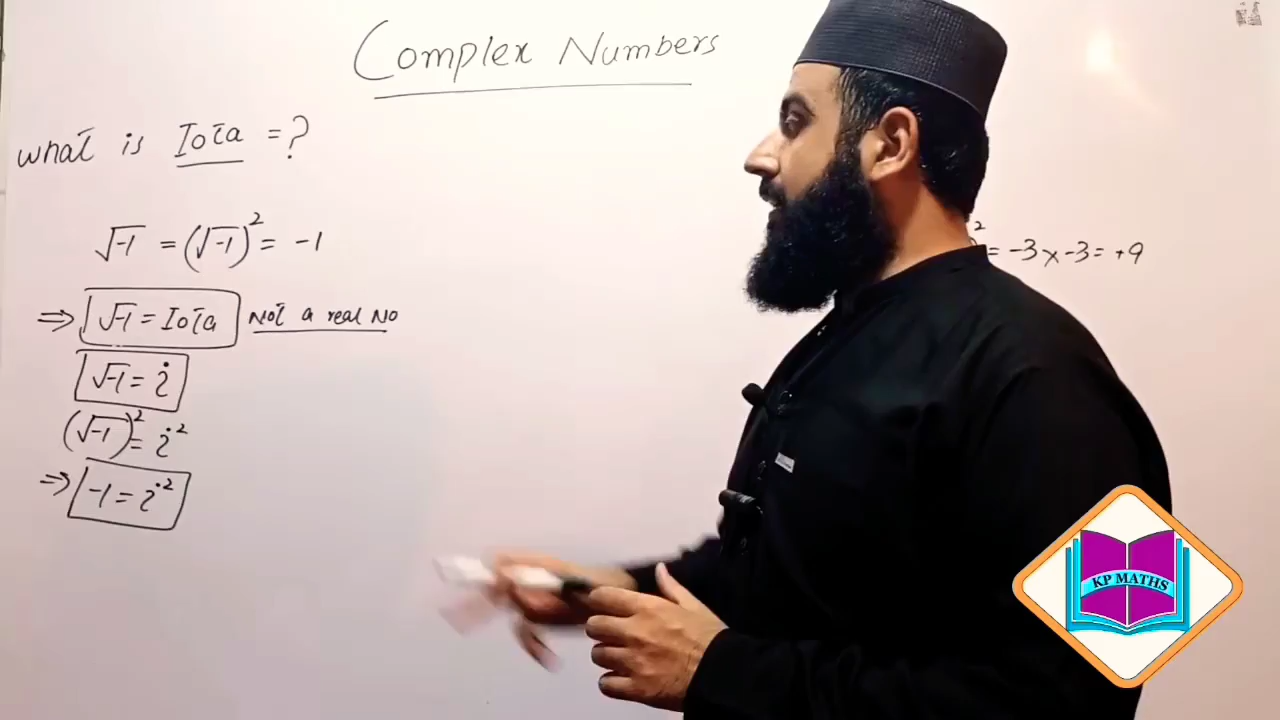 Complex Numbers
what is Iota = ?
√-1 = (√-1)² = -1
² = -3 x -3 = +9
⇒ √-1 = Iota Not a real No
√-1 = i
(√-1)² = i²
⇒ -1 = i²
KP MATHS